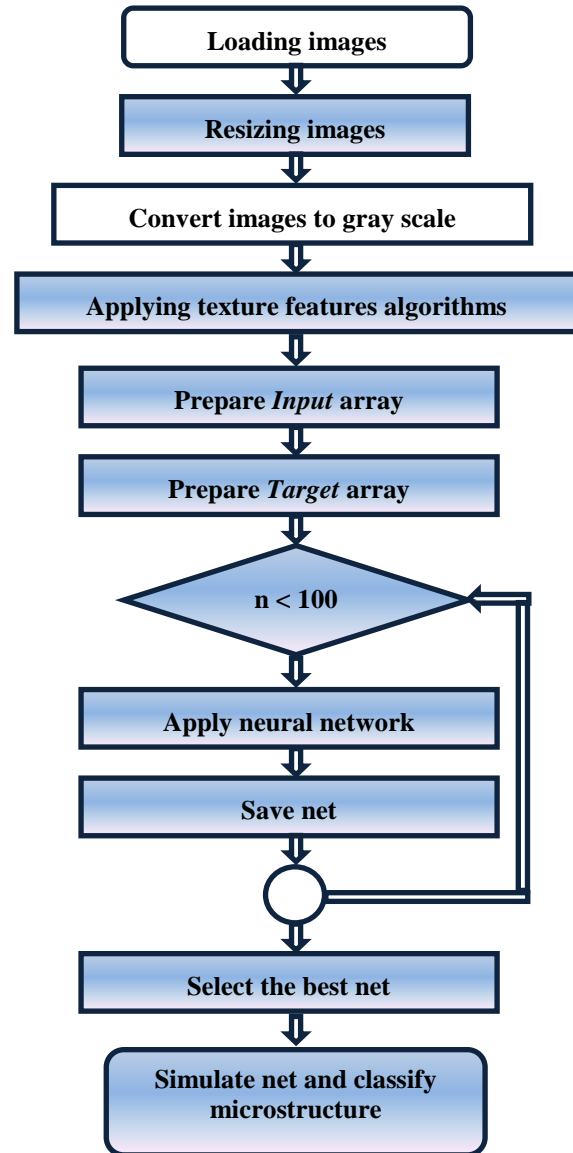 Loading images
Resizing images
Convert images to gray scale
Applying texture features algorithms
Prepare Input array
Prepare Target array
n < 100
Apply neural network
Save net
Select the best net
Simulate net and classify
microstructure